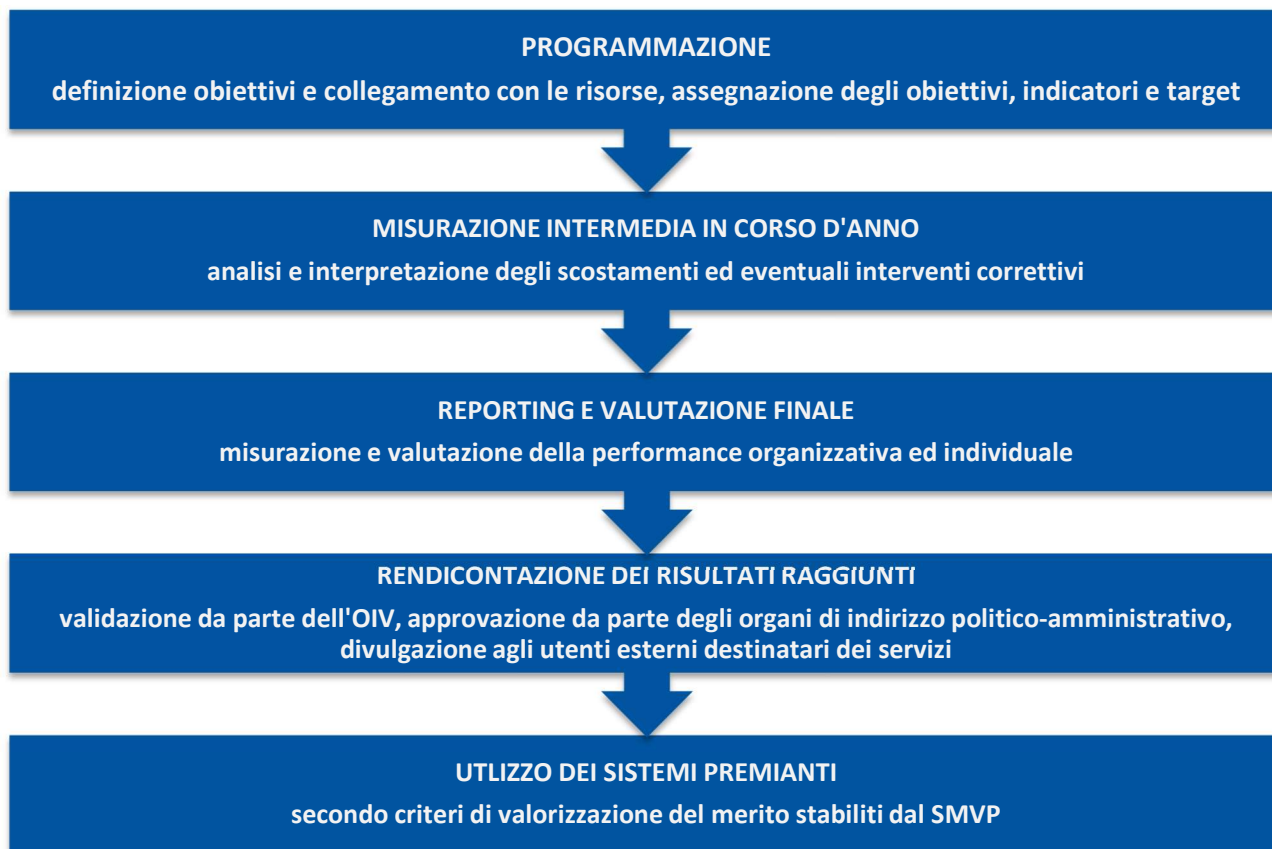 PROGRAMMAZIONE
definizione obiettivi e collegamento con le risorse, assegnazione degli obiettivi, indicatori e target
MISURAZIONE INTERMEDIA IN CORSO D'ANNO
analisi e interpretazione degli scostamenti ed eventuali interventi correttivi
REPORTING E VALUTAZIONE FINALE
misurazione e valutazione della performance organizzativa ed individuale
RENDICONTAZIONE DEI RISULTATI RAGGIUNTI
validazione da parte dell'OIV, approvazione da parte degli organi di indirizzo politico-amministrativo,
divulgazione agli utenti esterni destinatari dei servizi
UTLIZZO DEI SISTEMI PREMIANTI
secondo criteri di valorizzazione del merito stabiliti dal SMVP